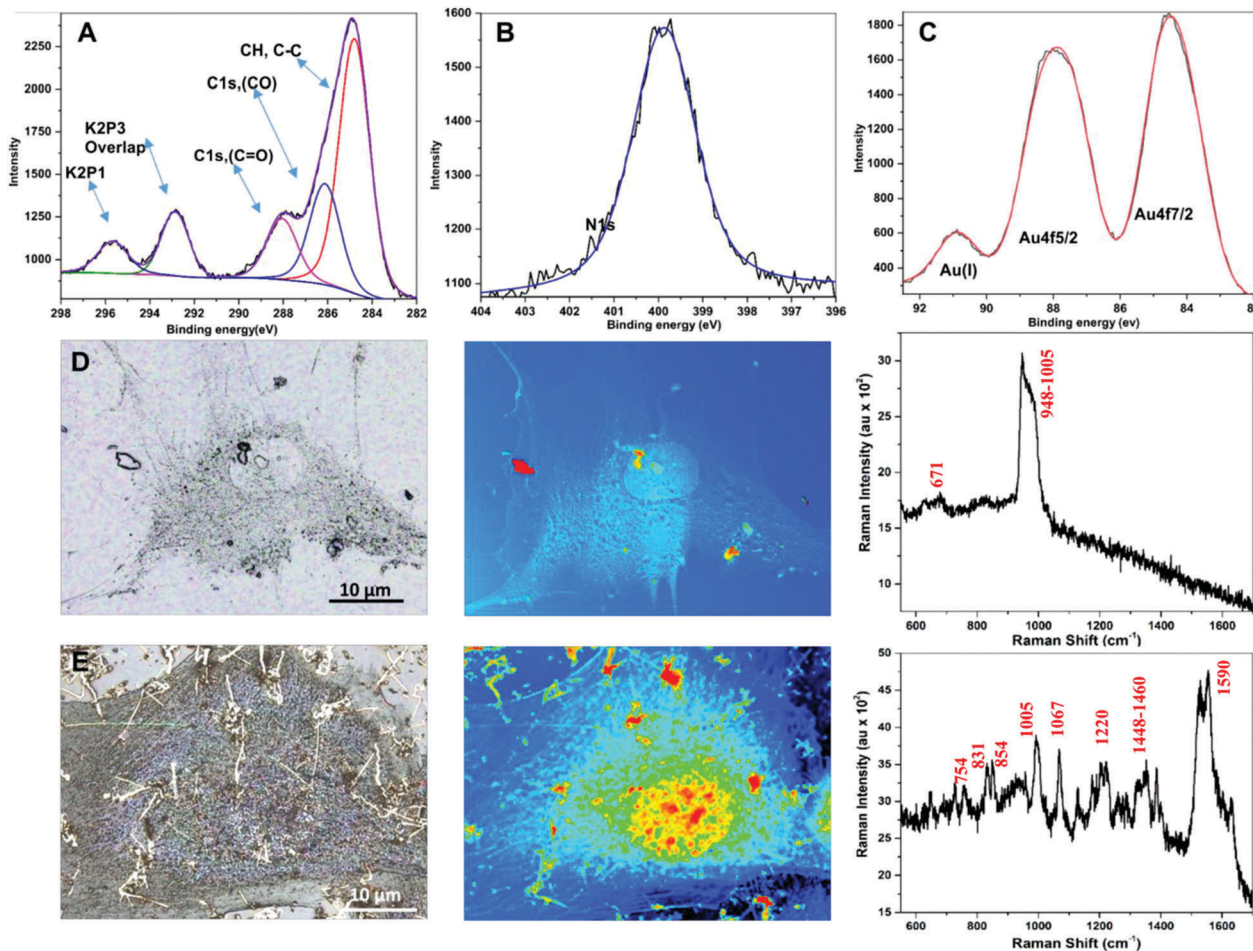 A
2250
2000
1750
1500
1250
1000
Intensity
CH, C-C
C1s,(CO)
K2P3
Overlap
C1s,(C=O)
K2P1
298 296 294 292 290 288 286 284 282
Binding energy(eV)
B
1600
1500
1400
1300
1200
1100
Intensity
N1s
404 403 402 401 400 399 398 397 396
Binding energy (eV)
C
1800
1600
1400
1200
1000
800
600
400
Intensity
Au4f7/2
Au4f5/2
Au(I)
92 90 88 86 84 8
Binding energy (ev)
D
10 µm
30
25
20
15
10
Raman Intensity (au x 10²)
948-1005
671
600 800 1000 1200 1400 1600
Raman Shift (cm⁻¹)
E
10 µm
50
45
40
35
30
25
20
15
Raman Intensity (au x 10²)
754
831
854
1005
1067
1220
1448-1460
1590
600 800 1000 1200 1400 1600
Raman Shift (cm⁻¹)